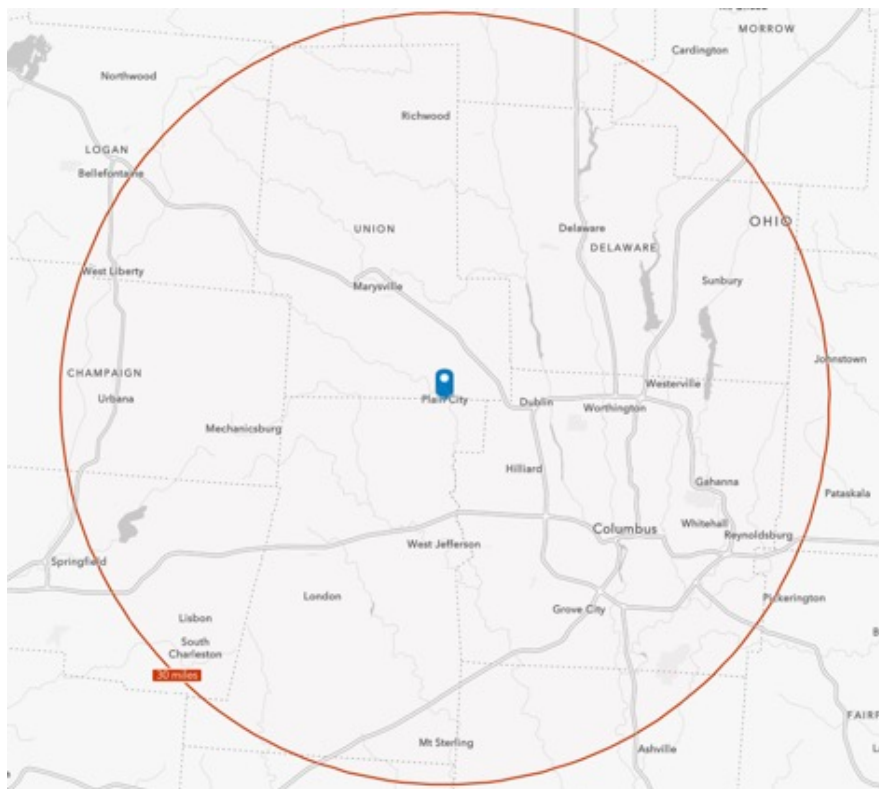 MORROW
Cardington
Northwood
Richwood
LOGAN
Bellefontaine
OHIO
UNION
Delaware
DELAWARE
West Liberty
Sunbury
Marysville
Johnstown
CHAMPAIGN
Westerville
Urbana
Plain City
Dublin
Worthington
Mechanicsburg
Hilliard
Gahanna
Pataskala
Whitehall
Columbus
Reynoldsburg
West Jefferson
Springfield
London
Pickerington
Grove City
Lisbon
South
Charleston
30 miles
FAIRF
Mt Sterling
Ashville